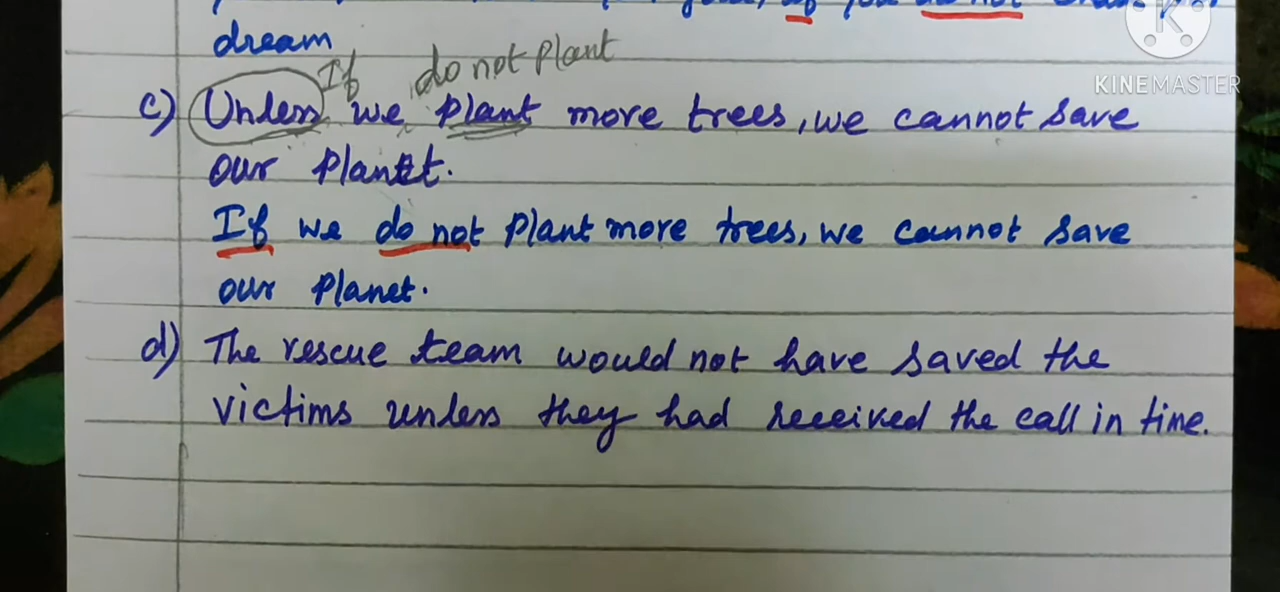 dream
If do not Plant
KINEMASTER
c) Unless we plant more trees, we cannot save
our Planet.
If we do not Plant more trees, we cannot save
our Planet.
d) The rescue team would not have saved the
victims unless they had received the call in time.